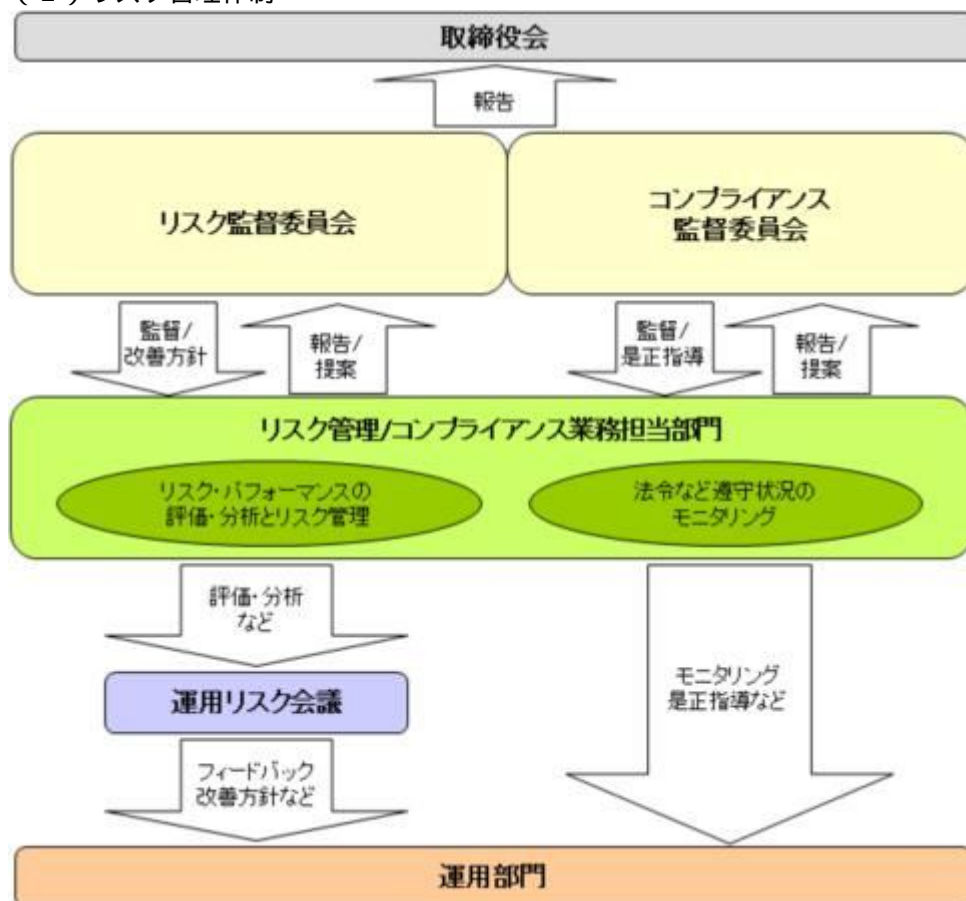 (２)リスク管理体制
取締役会
報告
リスク監督委員会
コンプライアンス
監督委員会
監督/
改善方針
報告/
提案
監督/
是正指導
報告/
提案
リスク管理/コンプライアンス業務担当部門
リスク・パフォーマンスの
評価・分析とリスク管理
法令など遵守状況の
モニタリング
評価・分析
など
運用リスク会議
モニタリング
是正指導など
フィードバック
改善方針など
運用部門